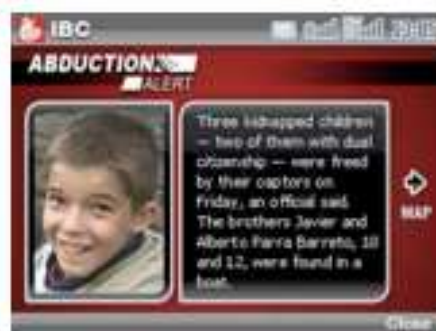 IBC
ABDUCTION
ALERT
Three kidnapped children
— two of them with dual
citizenship — were freed
by their captors on
Friday, an official said.
The brothers Javier and
Alberto Parra Barreto, 10
and 12, were found in a
boat.
MAP
Close